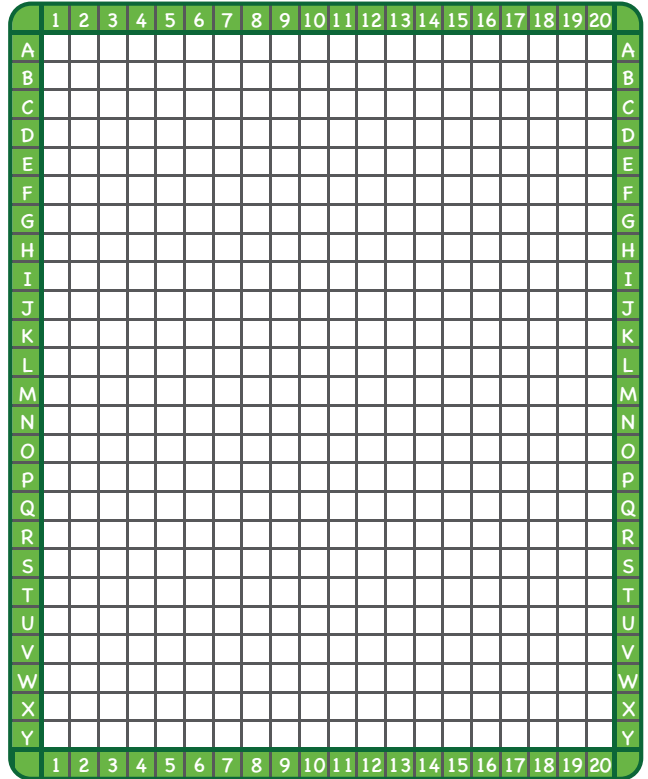 1 2 3 4 5 6 7 8 9 10 11 12 13 14 15 16 17 18 19 20
A A
B B
C C
D D
E E
F F
G G
H H
I I
J J
K K
L L
M M
N N
O O
P P
Q Q
R R
S S
T T
U U
V V
W W
X X
Y Y
1 2 3 4 5 6 7 8 9 10 11 12 13 14 15 16 17 18 19 20